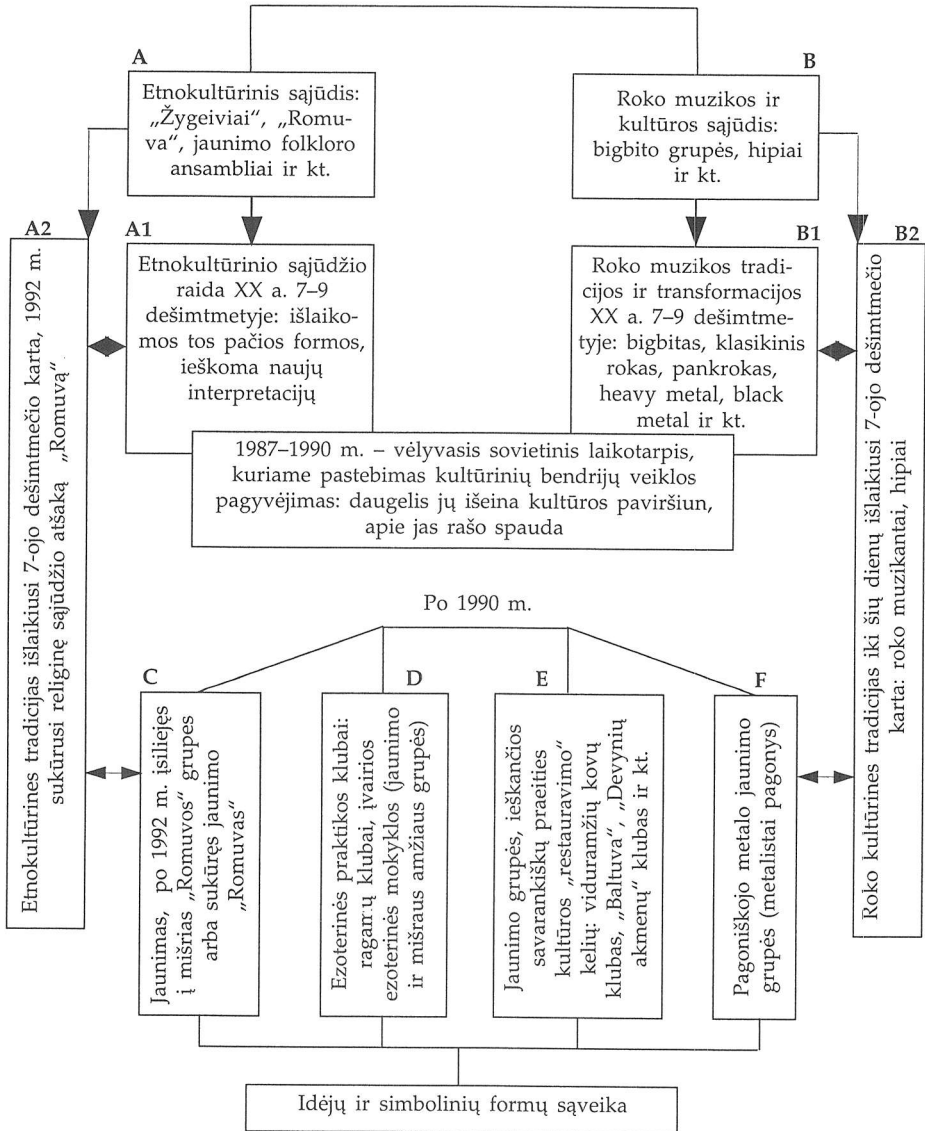 A
Etnokultūrinis sąjūdis:
„Žygeiviai“, „Romu-
va“, jaunimo folkloro
ansambliai ir kt.
B
Roko muzikos ir
kultūros sąjūdis:
bigbito grupės, hipiai
ir kt.
A2
Etnokultūrines tradicijas išlaikiusi 7-ojo dešimtmečio karta, 1992 m.
sukūrusi religinę sąjūdžio atšaką „Romuvą“
A1
Etnokultūrinio sąjūdžio
raida XX a. 7–9
dešimtmetyje: išlaiko-
mos tos pačios formos,
ieškoma naujų
interpretacijų
B1
Roko muzikos tradi-
cijos ir transformacijos
XX a. 7–9 dešimtme-
tyje: bigbitas, klasikinis
rokas, pankrokas,
heavy metal, black
metal ir kt.
B2
Roko kultūrines tradicijas iki šių dienų išlaikiusi 7-ojo dešimtmečio
karta: roko muzikantai, hipiai
1987–1990 m. – vėlyvasis sovietinis laikotarpis,
kuriame pastebimas kultūrinių bendrijų veiklos
pagyvėjimas: daugelis jų išeina kultūros paviršiun,
apie jas rašo spauda
Po 1990 m.
C
Jaunimas, po 1992 m. įsiliejęs
į mišrias „Romuvos“ grupes
arba sukūręs jaunimo
„Romuvas“
D
Ezoterinės praktikos klubai:
raganų klubai, įvairios
ezoterinės mokyklos (jaunimo
ir mišraus amžiaus grupės)
E
Jaunimo grupės, ieškančios
savarankiškų praeities
kultūros „restauravimo“
kelių: viduramžių kovų
klubas, „Baltuva“, „Devynių
akmenų“ klubas ir kt.
F
Pagoniškojo metalo jaunimo
grupės (metalistai pagonys)
Idėjų ir simbolinių formų sąveika